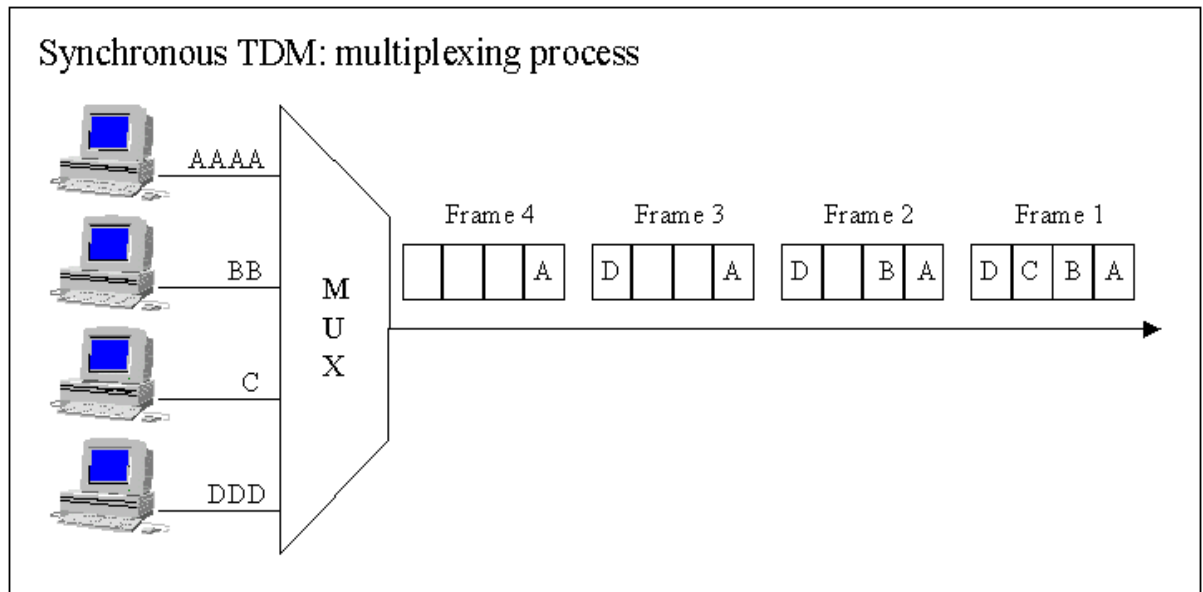 Synchronous TDM: multiplexing process
AAAA
BB
C
DDD
M
U
X
Frame 4
Frame 3
Frame 2
Frame 1
A
D A
D B A
D C B A